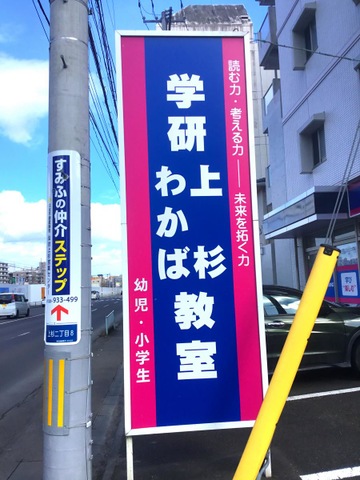 読む力・考える力――未来を拓く力
学研
上杉
わかば
教室
幼児・小学生
すみふの仲介ステップ
933-499
↑
上杉二丁目8